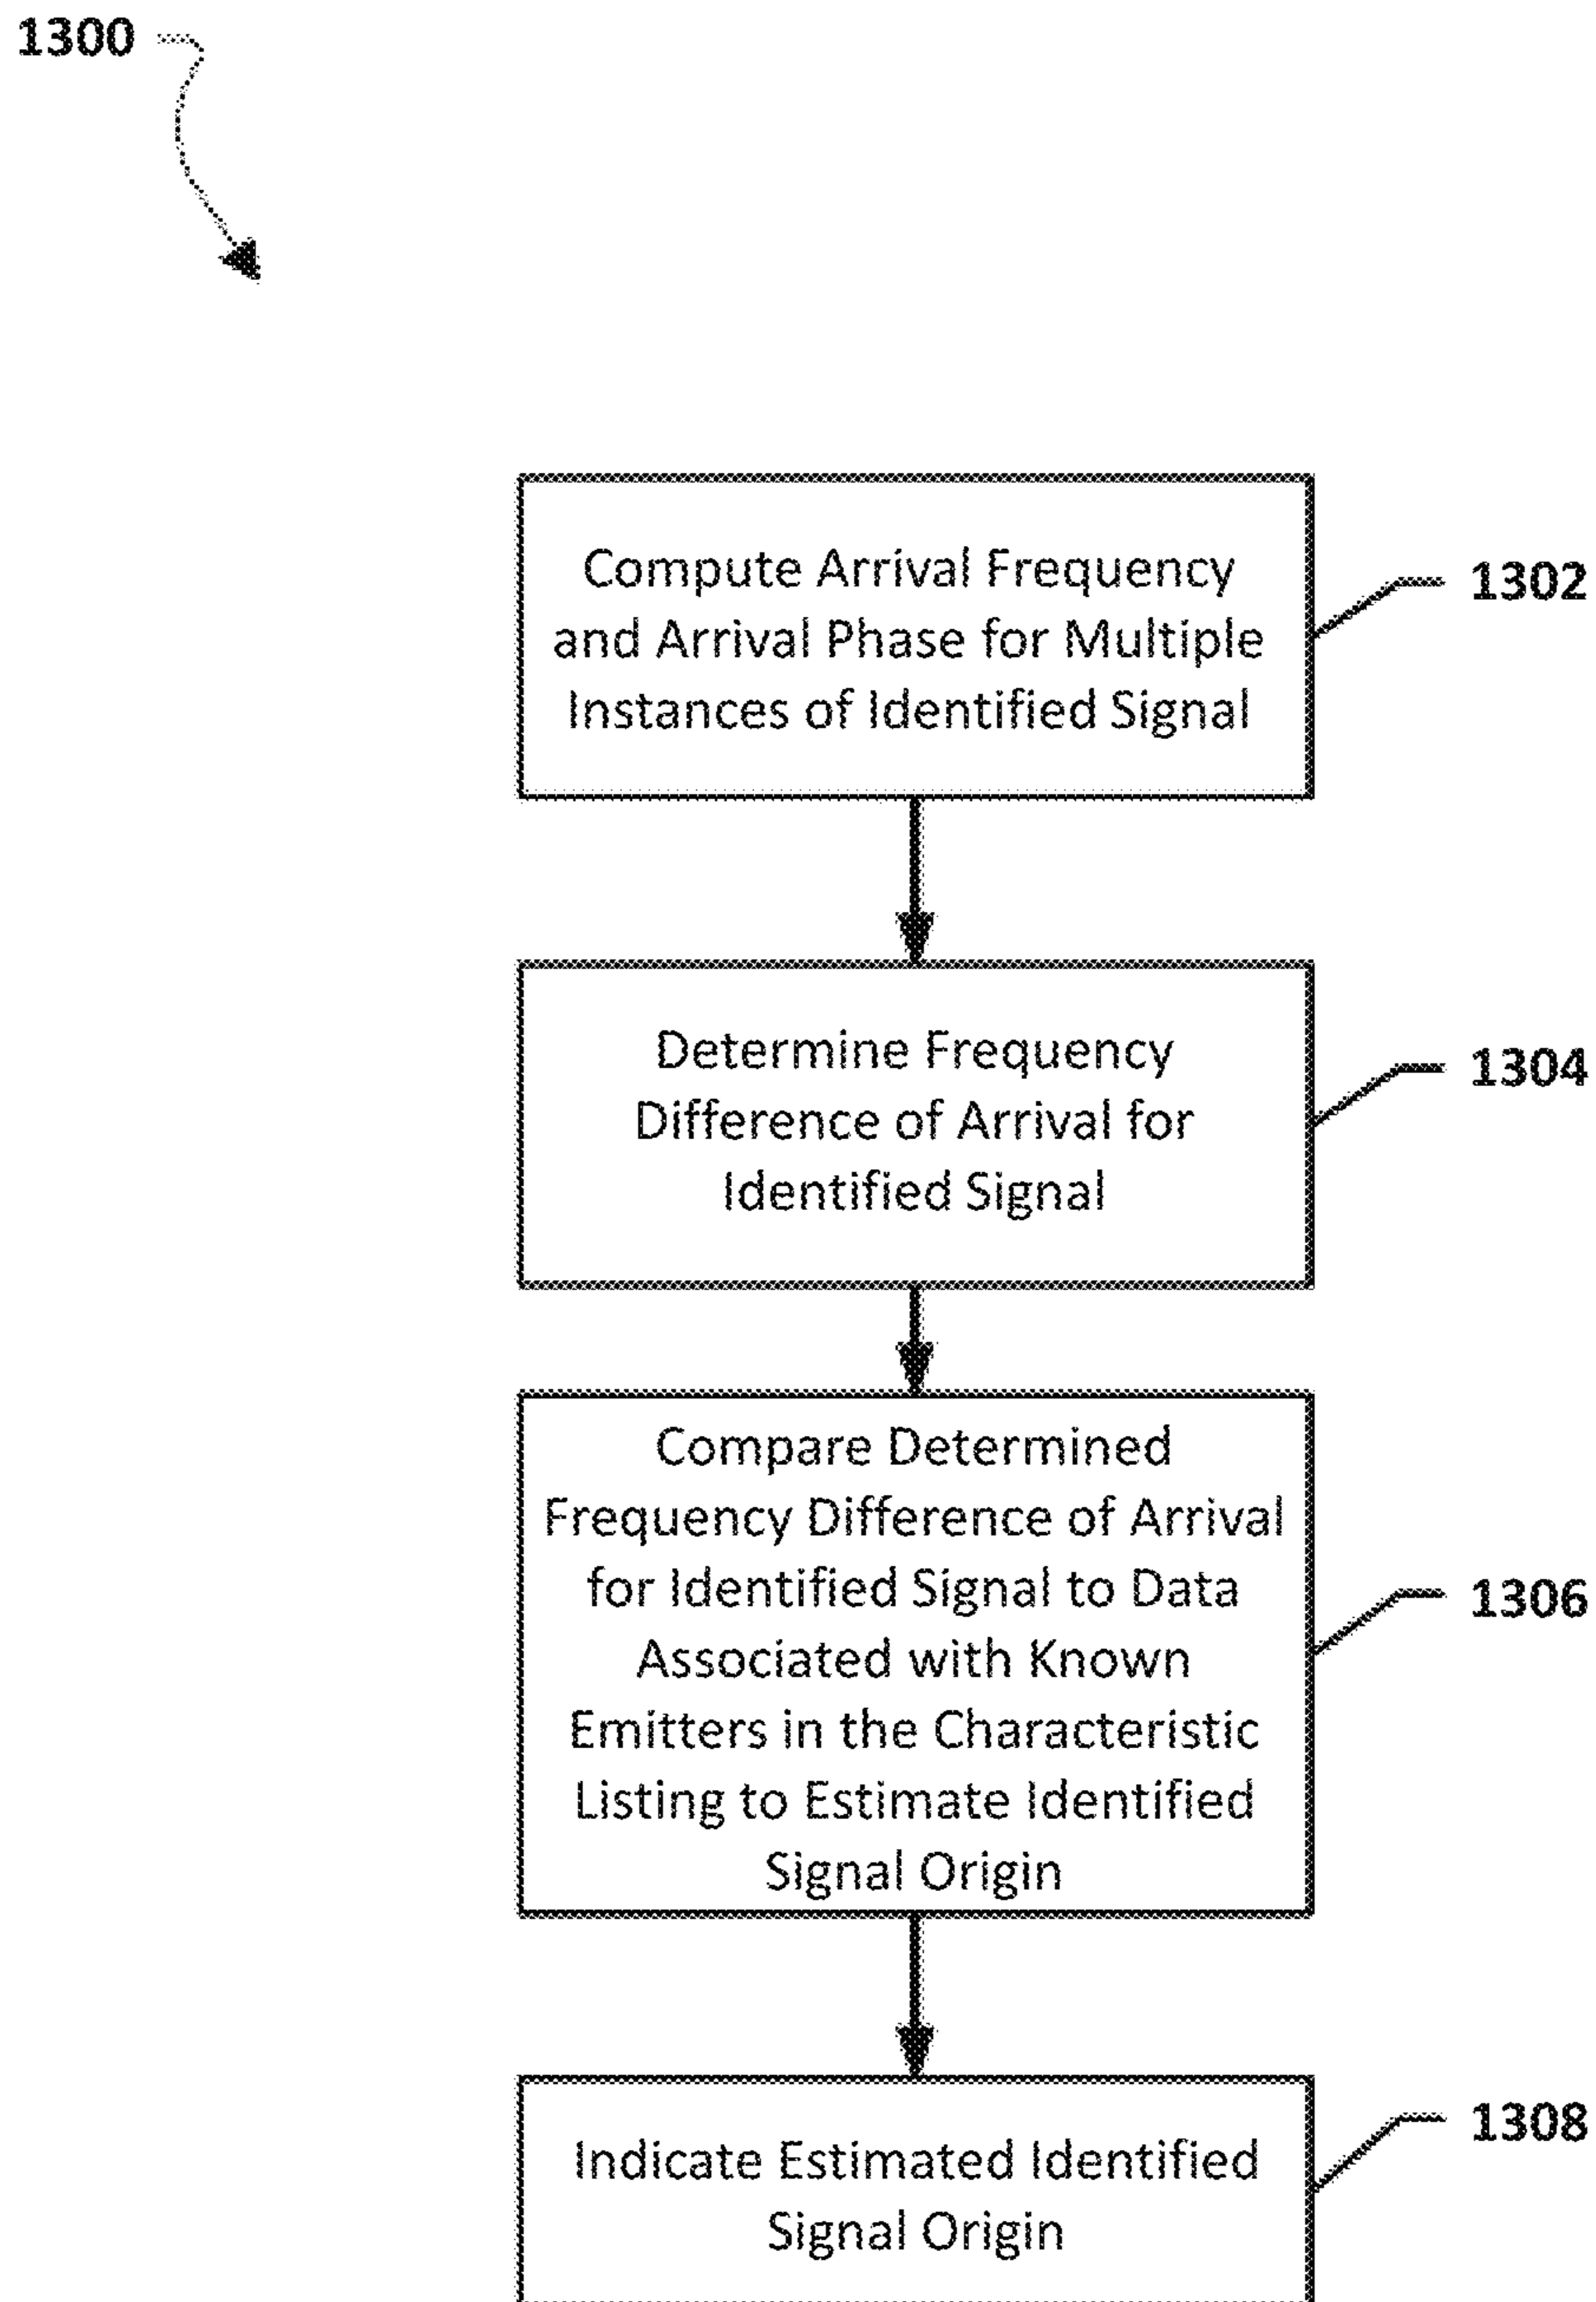 1300
Compute Arrival Frequency
and Arrival Phase for Multiple
Instances of Identified Signal
1302
Determine Frequency
Difference of Arrival for
Identified Signal
1304
Compare Determined
Frequency Difference of Arrival
for Identified Signal to Data
Associated with Known
Emitters in the Characteristic
Listing to Estimate Identified
Signal Origin
1306
Indicate Estimated Identified
Signal Origin
1308